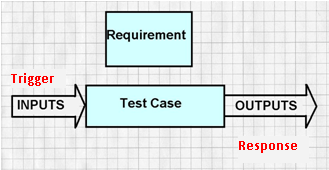 Requirement
Trigger
INPUTS
Test Case
OUTPUTS
Response